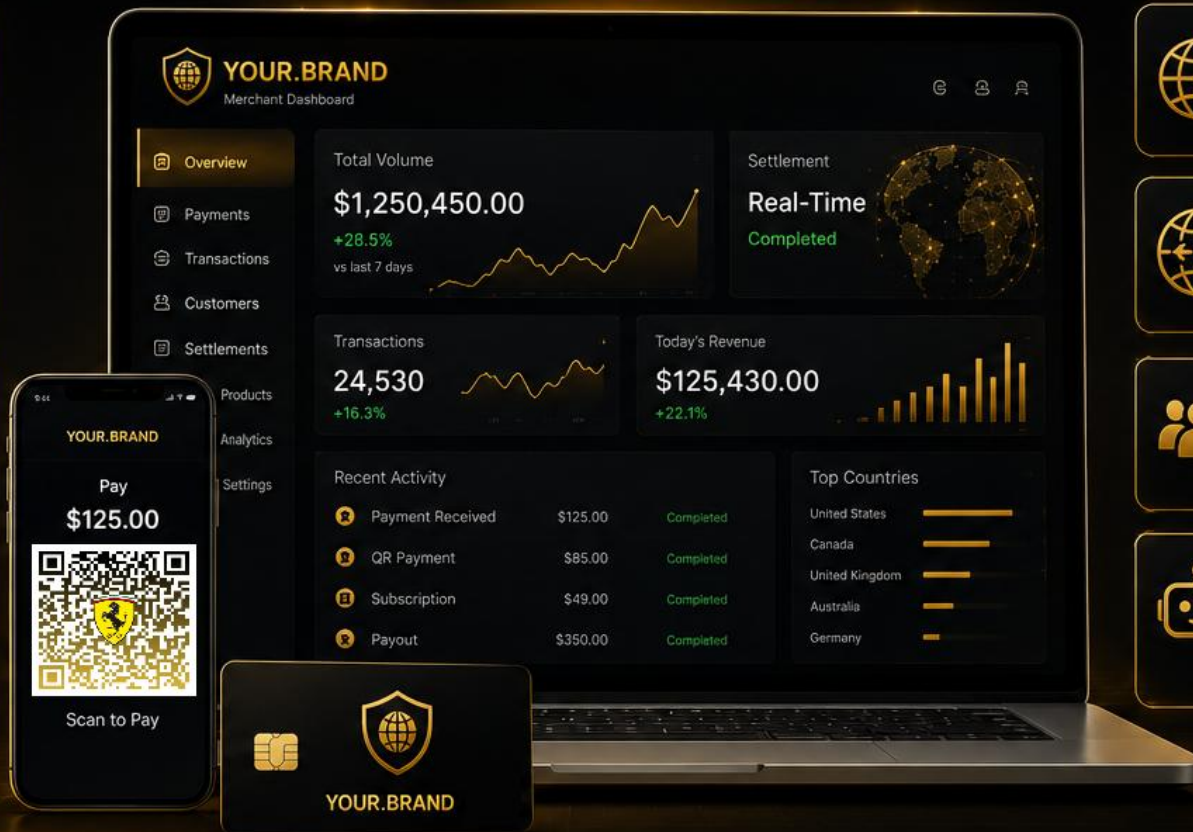 YOUR.BRAND
Merchant Dashboard
Overview
Payments
Transactions
Customers
Settlements
Products
Analytics
Settings
Total Volume
$1,250,450.00
+28.5%
vs last 7 days
Settlement
Real-Time
Completed
Transactions
24,530
+16.3%
Today's Revenue
$125,430.00
+22.1%
Recent Activity
Payment Received $125.00 Completed
QR Payment $85.00 Completed
Subscription $49.00 Completed
Payout $350.00 Completed
Top Countries
United States
Canada
United Kingdom
Australia
Germany
YOUR.BRAND
Pay
$125.00
Scan to Pay
YOUR.BRAND